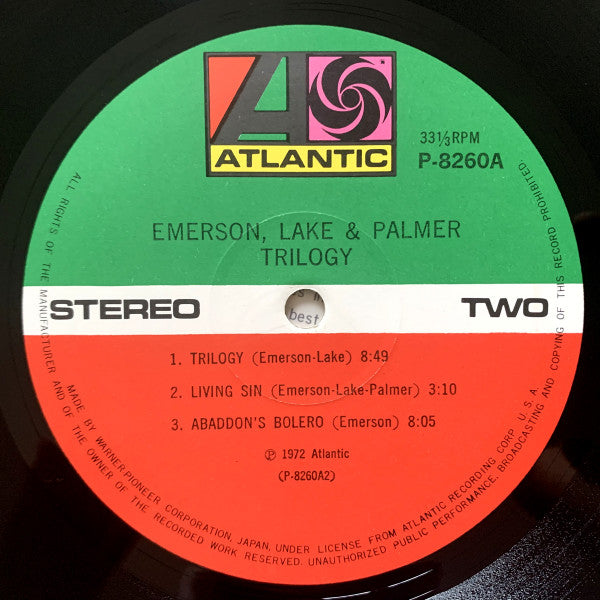 ATLANTIC
33⅓ RPM
P-8260A
EMERSON, LAKE & PALMER
TRILOGY
STEREO
TWO
best
1. TRILOGY (Emerson-Lake) 8:49
2. LIVING SIN (Emerson-Lake-Palmer) 3:10
3. ABADDON'S BOLERO (Emerson) 8:05
Ⓟ 1972 Atlantic
(P-8260A2)
MADE BY WARNER-PIONEER CORPORATION, JAPAN, UNDER LICENSE FROM ATLANTIC RECORDING CORP. U. S. A.
ALL RIGHTS OF THE MANUFACTURER AND OF THE OWNER OF THE RECORDED WORK RESERVED. UNAUTHORIZED PUBLIC PERFORMANCE, BROADCASTING AND COPYING OF THIS RECORD PROHIBITED.